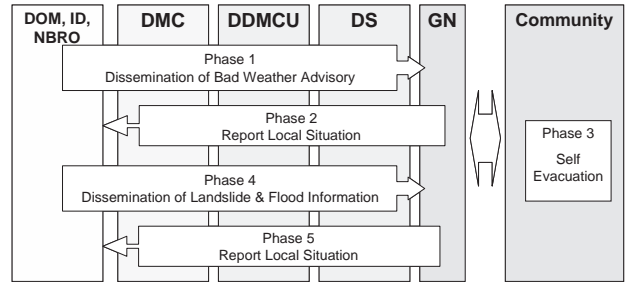 DOM, ID,
NBRO
DMC
DDMCU
DS
GN
Community
Phase 1
Dissemination of Bad Weather Advisory
Phase 2
Report Local Situation
Phase 3
Self
Evacuation
Phase 4
Dissemination of Landslide & Flood Information
Phase 5
Report Local Situation